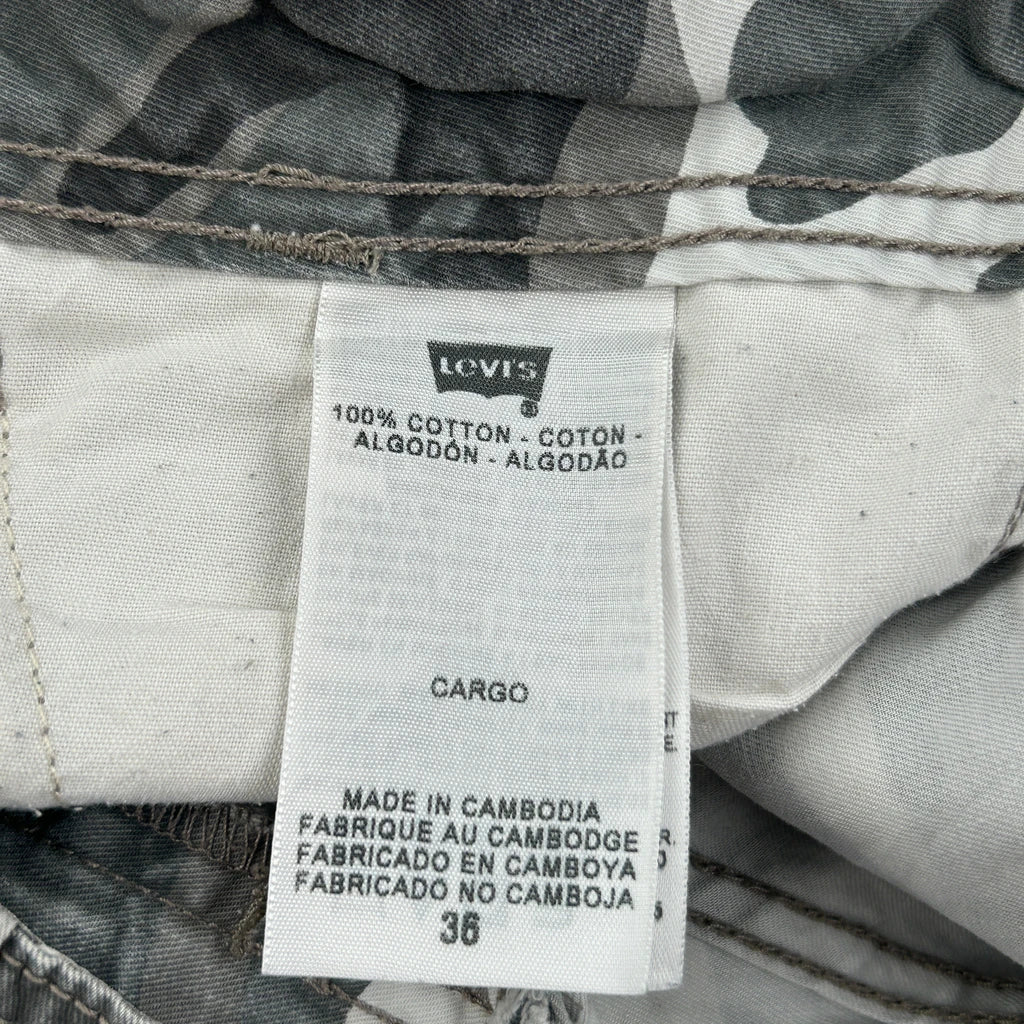 LEVI'S
®
100% COTTON - COTON -
ALGODÓN - ALGODÃO
CARGO
MADE IN CAMBODIA
FABRIQUE AU CAMBODGE
FABRICADO EN CAMBOYA
FABRICADO NO CAMBOJA
36